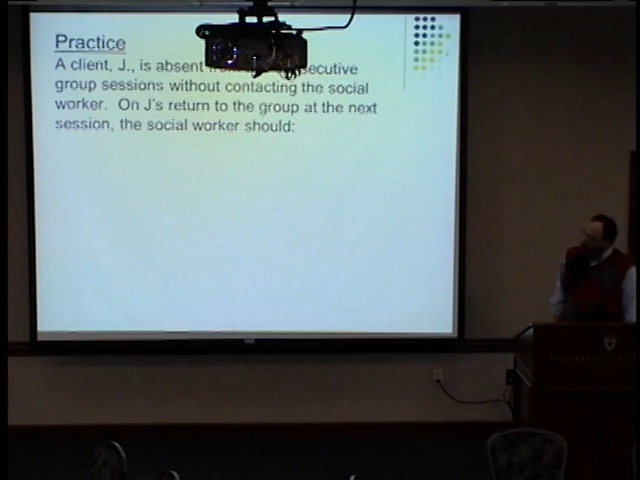 Practice
A client, J., is absent
group sessions without contacting the social
worker. On J's return to the group at the next
session, the social worker should: